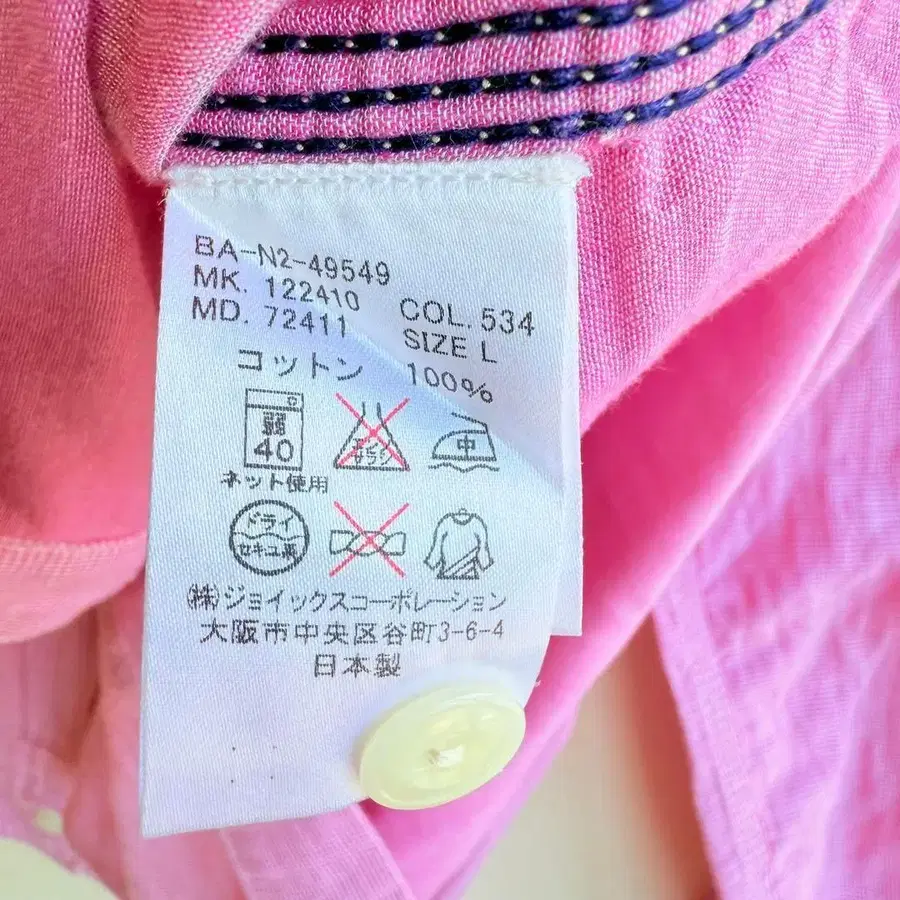 BA-N2-49549
MK. 122410
MD. 72411
COL. 534
SIZE L
コットン 100%
弱
40
エンソ
サラシ
中
ネット使用
ドライ
セキユ系
㈱ジョイックスコーポレーション
大阪市中央区谷町3-6-4
日本製